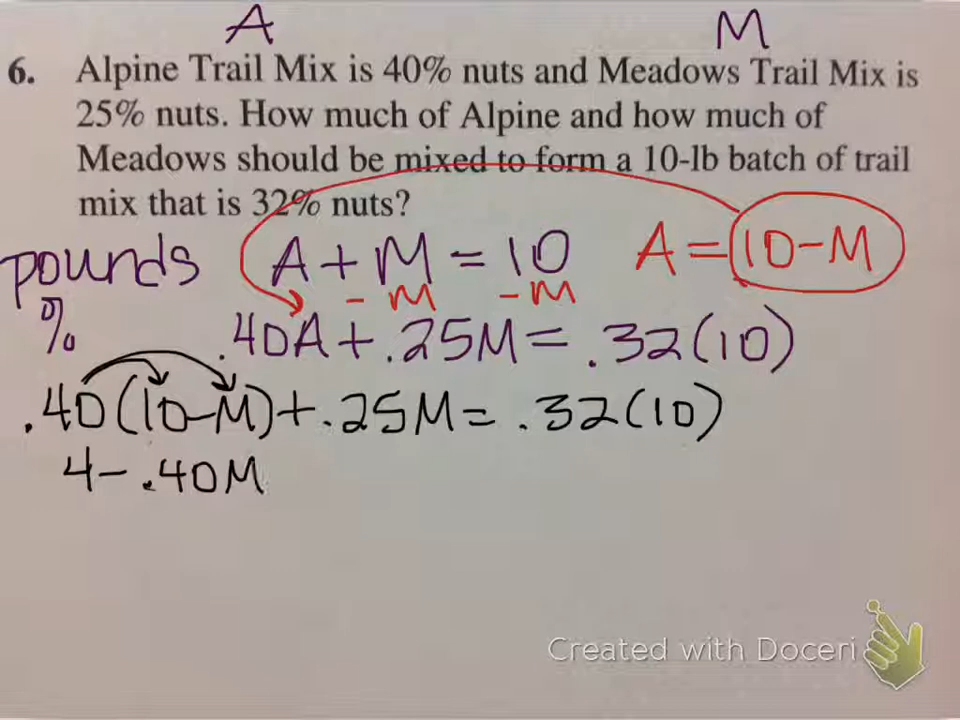 A M
6. Alpine Trail Mix is 40% nuts and Meadows Trail Mix is
25% nuts. How much of Alpine and how much of
Meadows should be mixed to form a 10-lb batch of trail
mix that is 32% nuts?
pounds A + M = 10 A = 10-M
- M - M
% .40A + .25M = .32(10)
.40(10-M) + .25M = .32(10)
4 - .40M
Created with Doceri